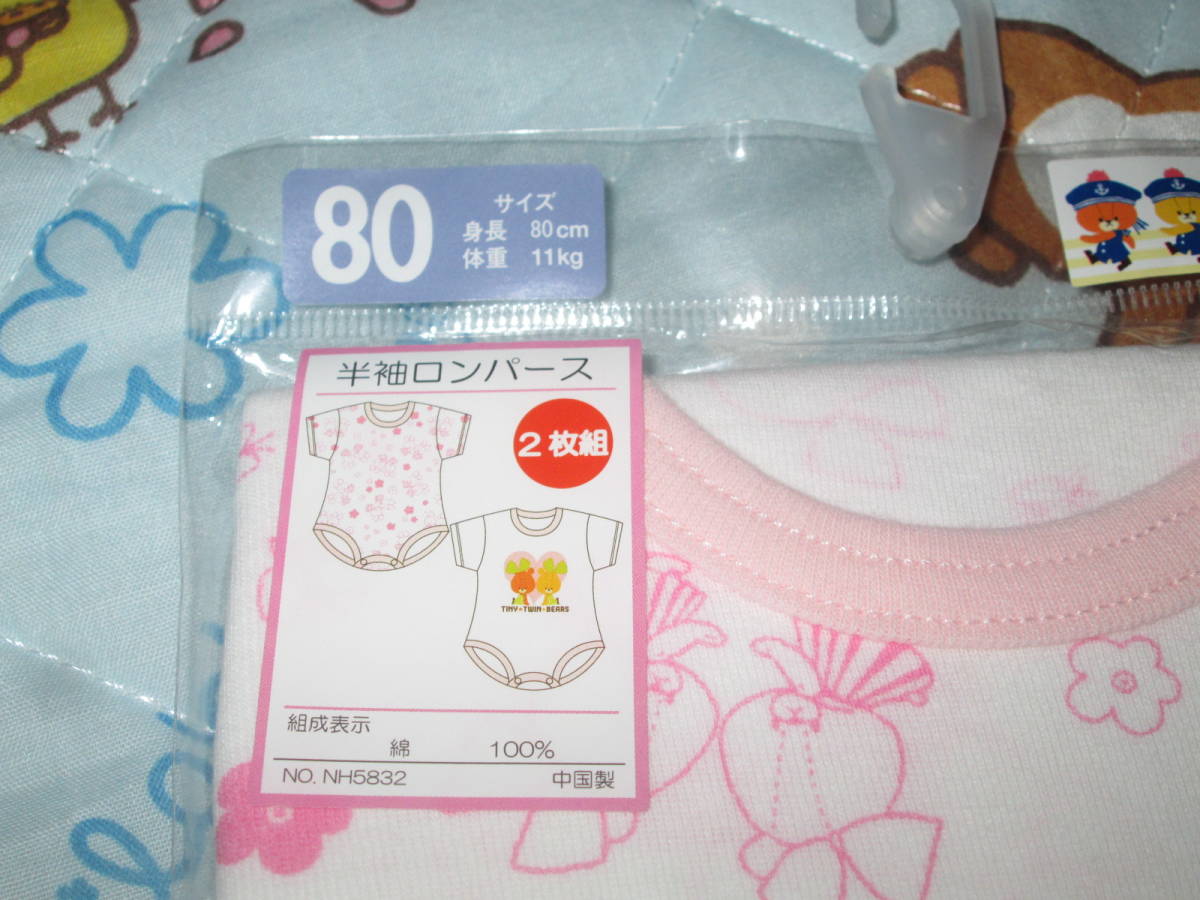 80
サイズ
身長 80cm
体重 11kg
半袖ロンパース
2枚組
TINY★TWIN★BEARS
組成表示
綿 100%
NO. NH5832 中国製